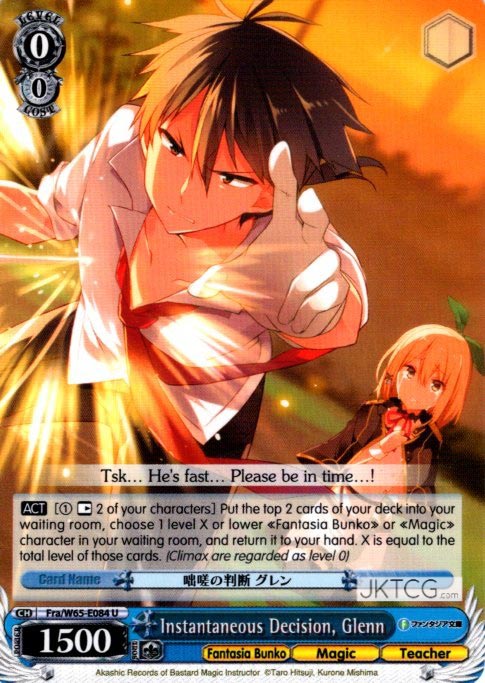 LEVEL
0
0
COST
Tsk... He's fast... Please be in time...!
ACT [① 2 of your characters] Put the top 2 cards of your deck into your
waiting room, choose 1 level X or lower «Fantasia Bunko» or «Magic»
character in your waiting room, and return it to your hand. X is equal to the
total level of those cards. (Climax are regarded as level 0)
Card Name
咄嗟の判断 グレン
JKTCG.com
CH Fra/W65-E084 U
Instantaneous Decision, Glenn
ファンタジア文庫
POWER 1500
Fantasia Bunko Magic Teacher
Akashic Records of Bastard Magic Instructor ©Taro Hitsuji, Kurone Mishima